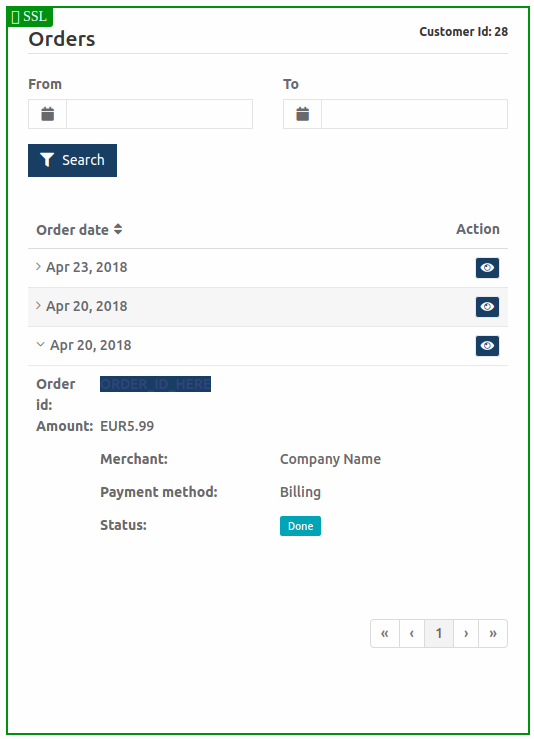 SSL
Orders
Customer Id: 28
From
To
Search
Order date
Action
Apr 23, 2018
Apr 20, 2018
Apr 20, 2018
Order id:
ORDER_ID_HERE
Amount: EUR5.99
Merchant: Company Name
Payment method: Billing
Status: Done
« ‹ 1 › »